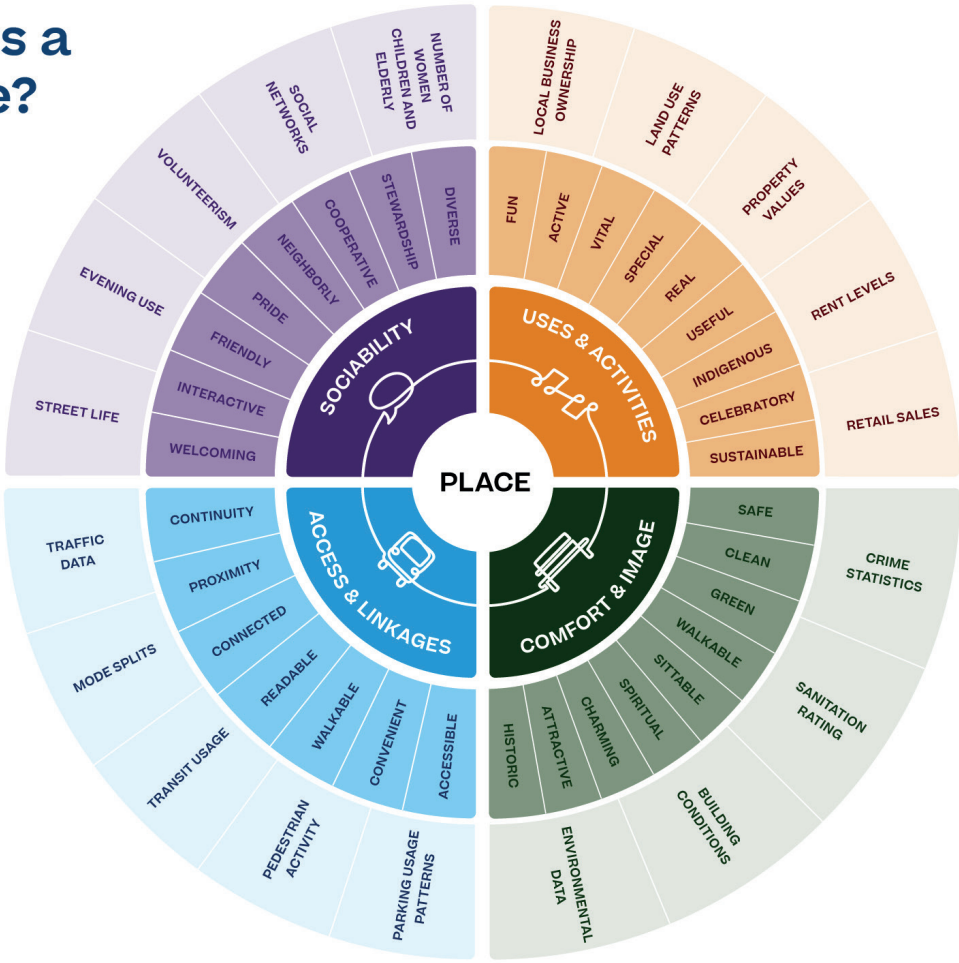 s a
e?
NUMBER OF
WOMEN
CHILDREN AND
ELDERLY
SOCIAL
NETWORKS
VOLUNTEERISM
EVENING USE
STREET LIFE
DIVERSE
STEWARDSHIP
COOPERATIVE
NEIGHBORLY
PRIDE
FRIENDLY
INTERACTIVE
WELCOMING
SOCIABILITY
LOCAL BUSINESS
OWNERSHIP
LAND USE
PATTERNS
PROPERTY
VALUES
RENT LEVELS
RETAIL SALES
FUN
ACTIVE
VITAL
SPECIAL
REAL
USEFUL
INDIGENOUS
CELEBRATORY
SUSTAINABLE
USES & ACTIVITIES
PLACE
ACCESS & LINKAGES
CONTINUITY
PROXIMITY
CONNECTED
READABLE
WALKABLE
CONVENIENT
ACCESSIBLE
TRAFFIC
DATA
MODE SPLITS
TRANSIT USAGE
PEDESTRIAN
ACTIVITY
PARKING USAGE
PATTERNS
COMFORT & IMAGE
SAFE
CLEAN
GREEN
WALKABLE
SITTABLE
SPIRITUAL
CHARMING
ATTRACTIVE
HISTORIC
CRIME
STATISTICS
SANITATION
RATING
BUILDING
CONDITIONS
ENVIRONMENTAL
DATA